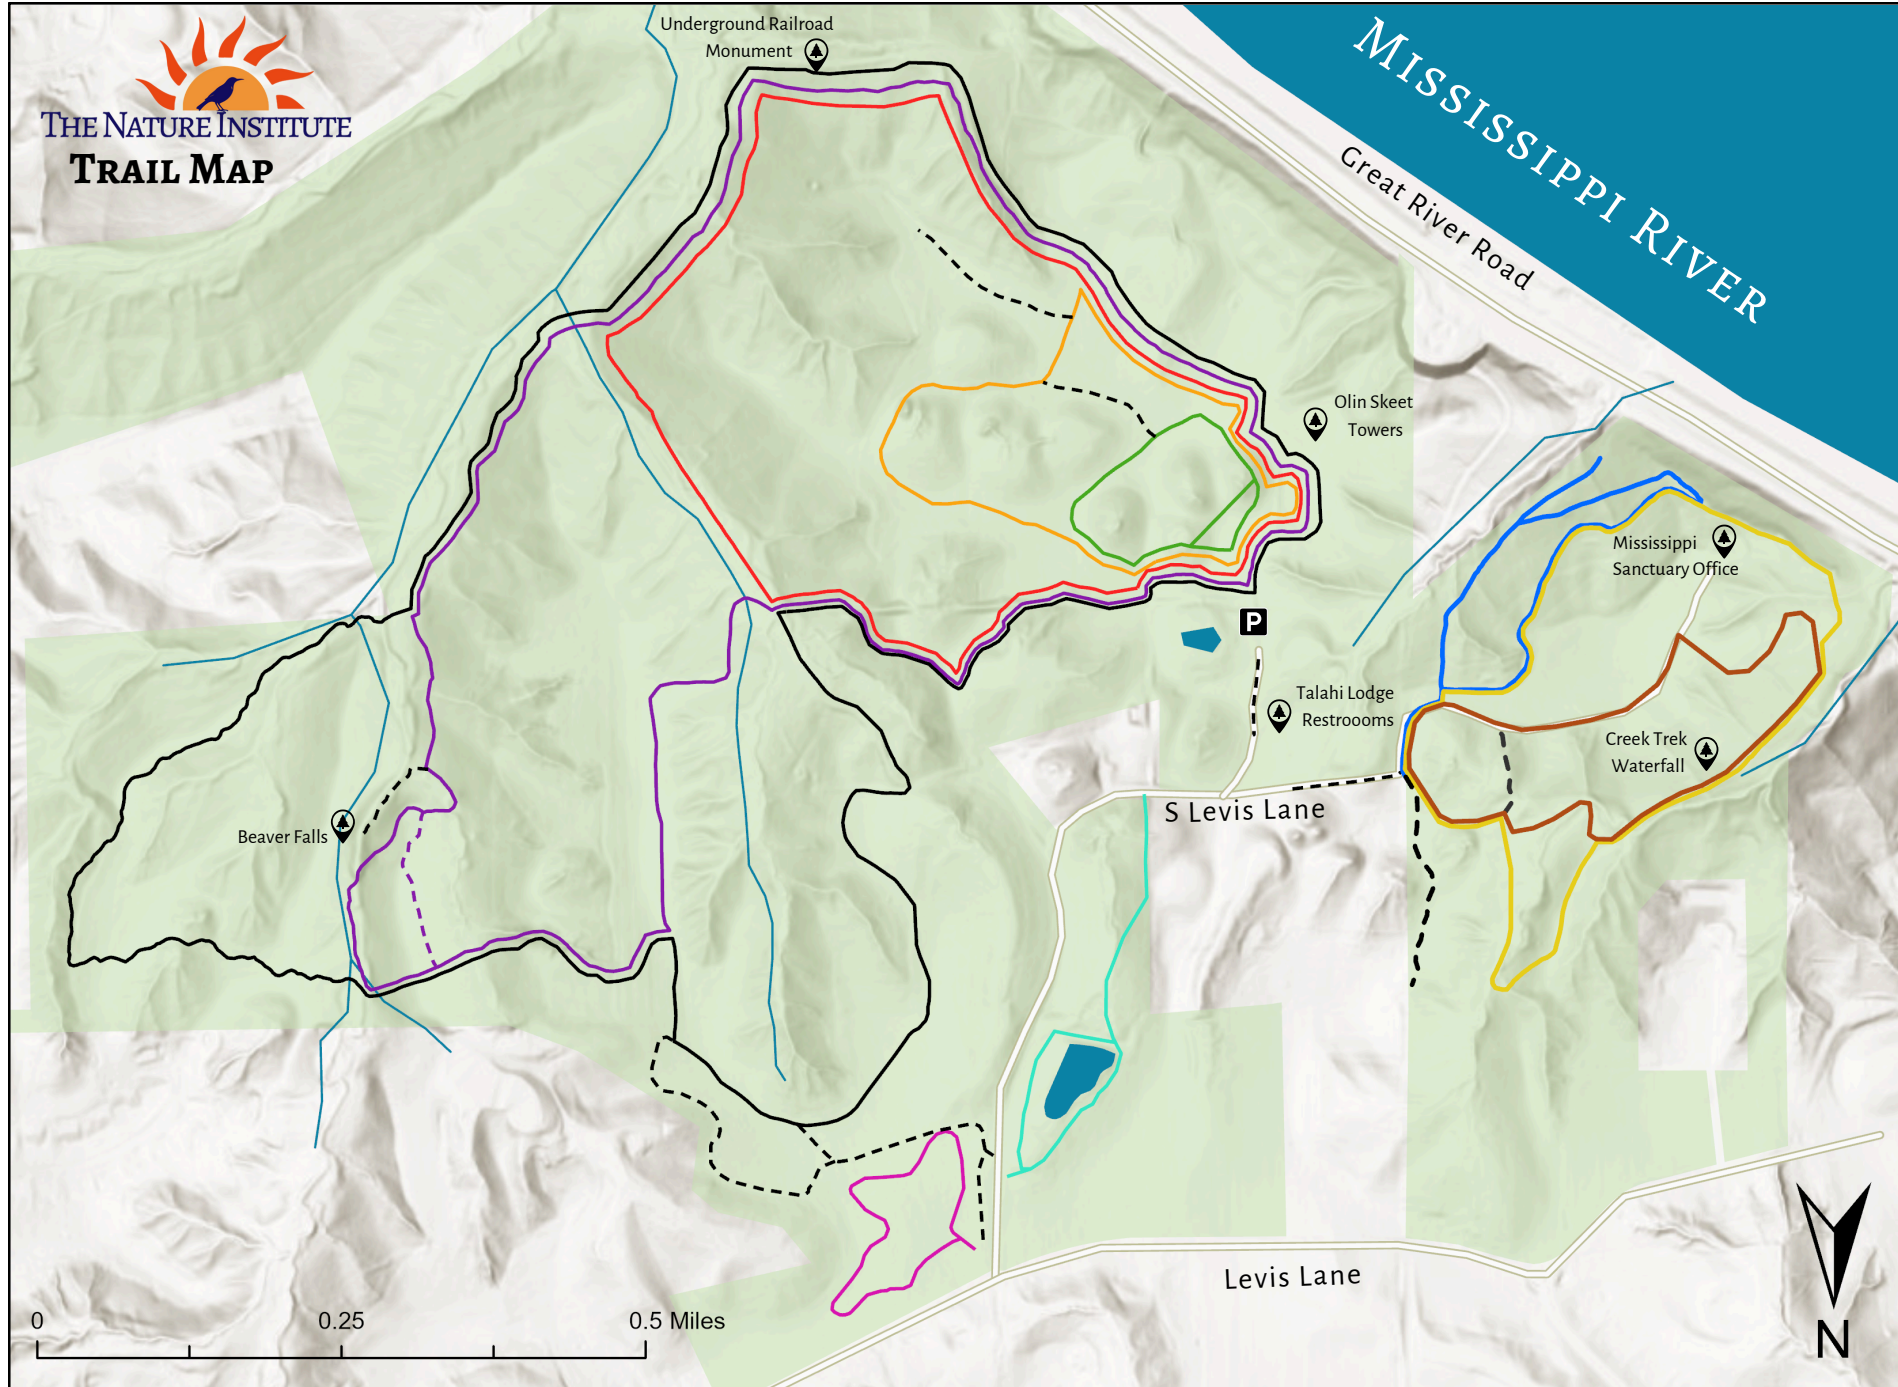 THE NATURE INSTITUTE
TRAIL MAP
Underground Railroad
Monument
MISSISSIPPI RIVER
Great River Road
Olin Skeet
Towers
Mississippi
Sanctuary Office
P
Talahi Lodge
Restrooms
Creek Trek
Waterfall
S Levis Lane
Beaver Falls
Levis Lane
0
0.25
0.5 Miles
N